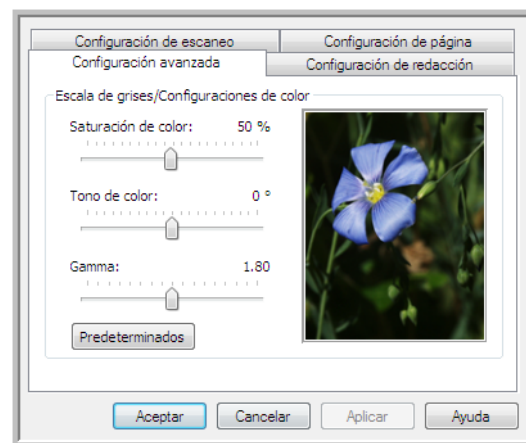 Configuración de escaneo
Configuración de página
Configuración avanzada
Configuración de redacción
Escala de grises/Configuraciones de color
Saturación de color: 50 %
Tono de color: 0 °
Gamma: 1.80
Predeterminados
Aceptar
Cancelar
Aplicar
Ayuda